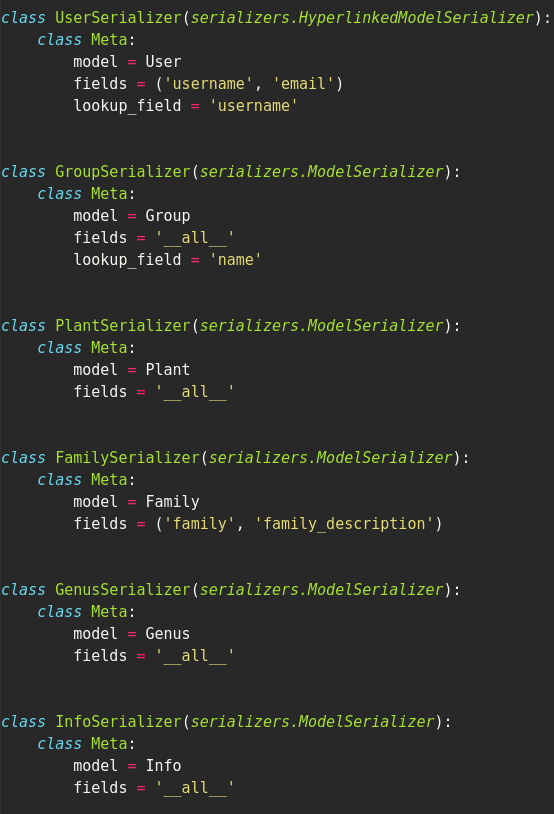 class UserSerializer(serializers.HyperlinkedModelSerializer):
    class Meta:
        model = User
        fields = ('username', 'email')
        lookup_field = 'username'


class GroupSerializer(serializers.ModelSerializer):
    class Meta:
        model = Group
        fields = '__all__'
        lookup_field = 'name'


class PlantSerializer(serializers.ModelSerializer):
    class Meta:
        model = Plant
        fields = '__all__'


class FamilySerializer(serializers.ModelSerializer):
    class Meta:
        model = Family
        fields = ('family', 'family_description')


class GenusSerializer(serializers.ModelSerializer):
    class Meta:
        model = Genus
        fields = '__all__'


class InfoSerializer(serializers.ModelSerializer):
    class Meta:
        model = Info
        fields = '__all__'